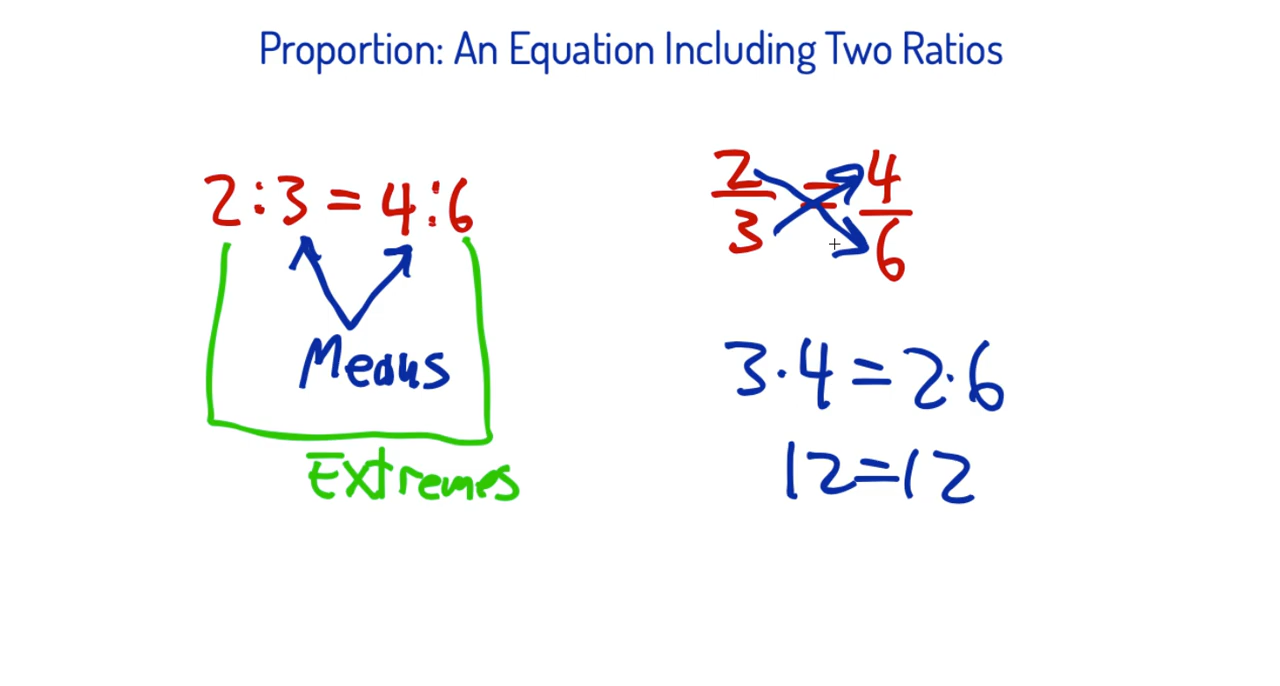 Proportion: An Equation Including Two Ratios
2:3 = 4:6
Means
Extremes
2/3 = 4/6
3·4 = 2·6
12=12